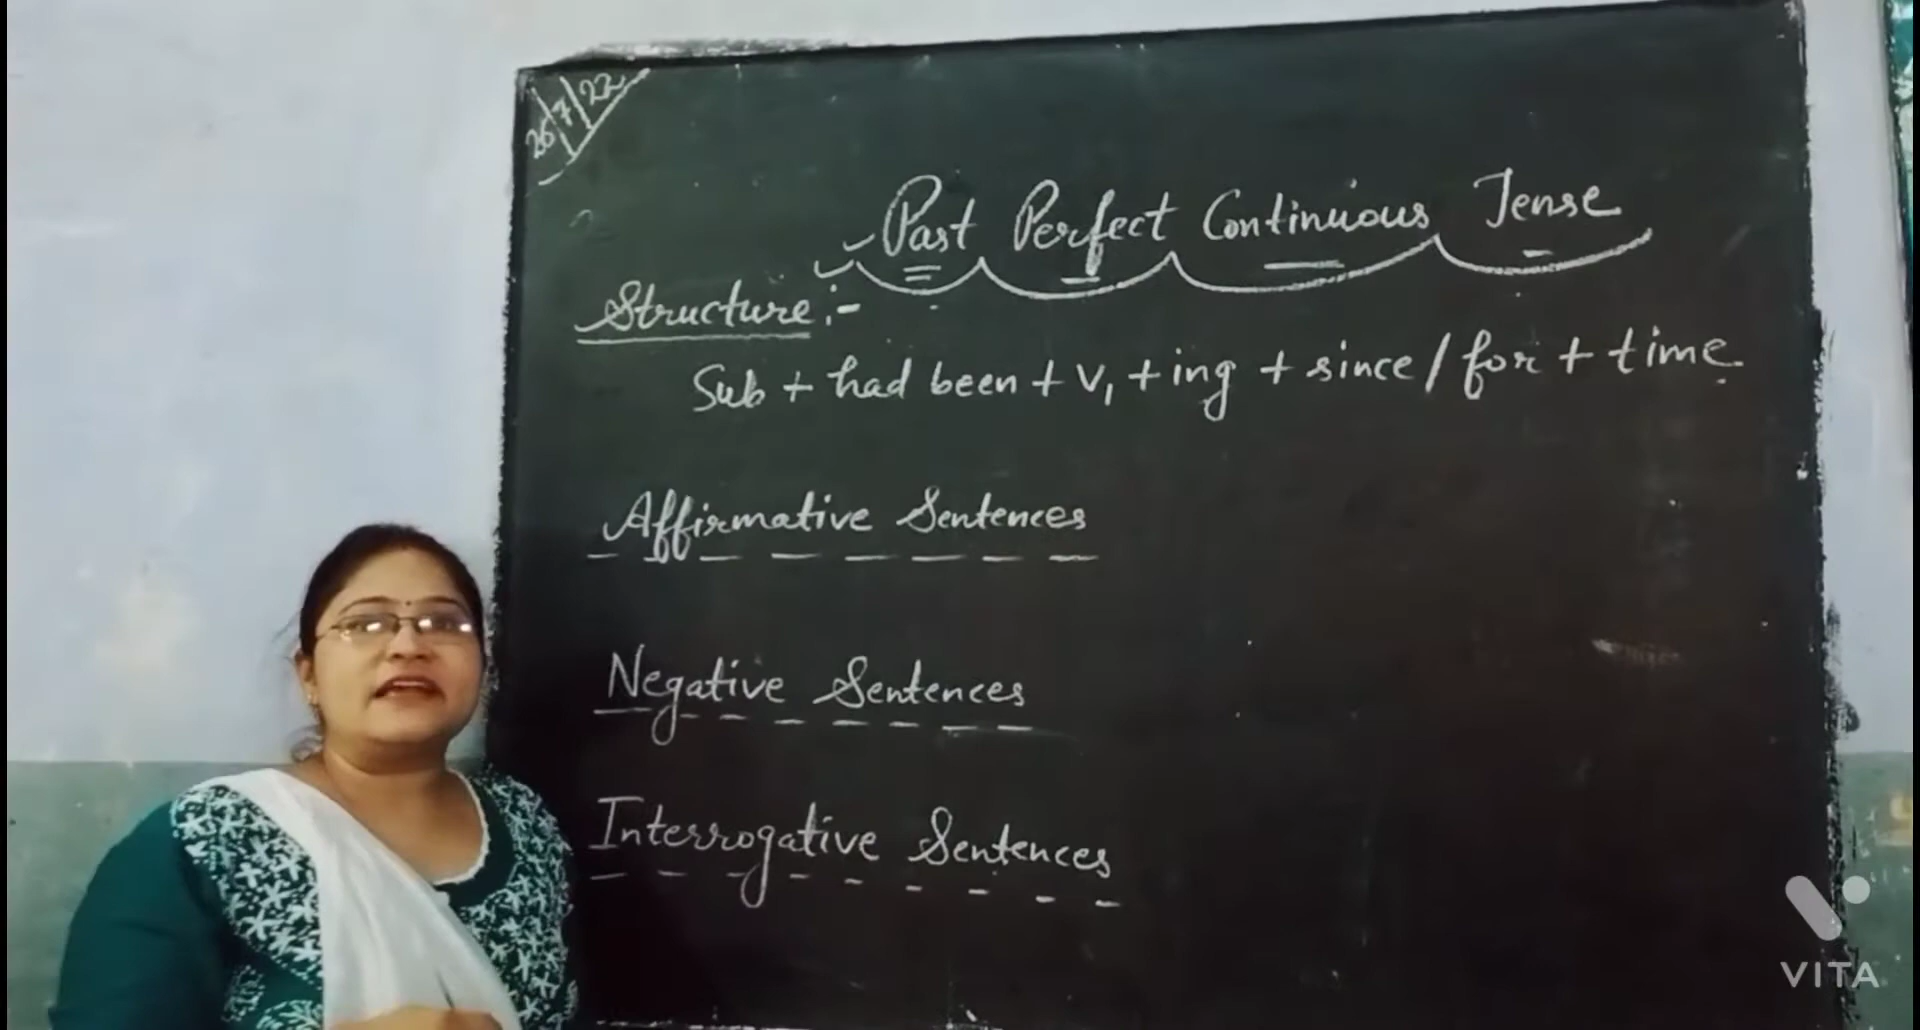 26/7/22
Past Perfect Continuous Tense
Structure :-
Sub + had been + V1 + ing + since / for + time
Affirmative Sentences
Negative Sentences
Interrogative Sentences
VITA